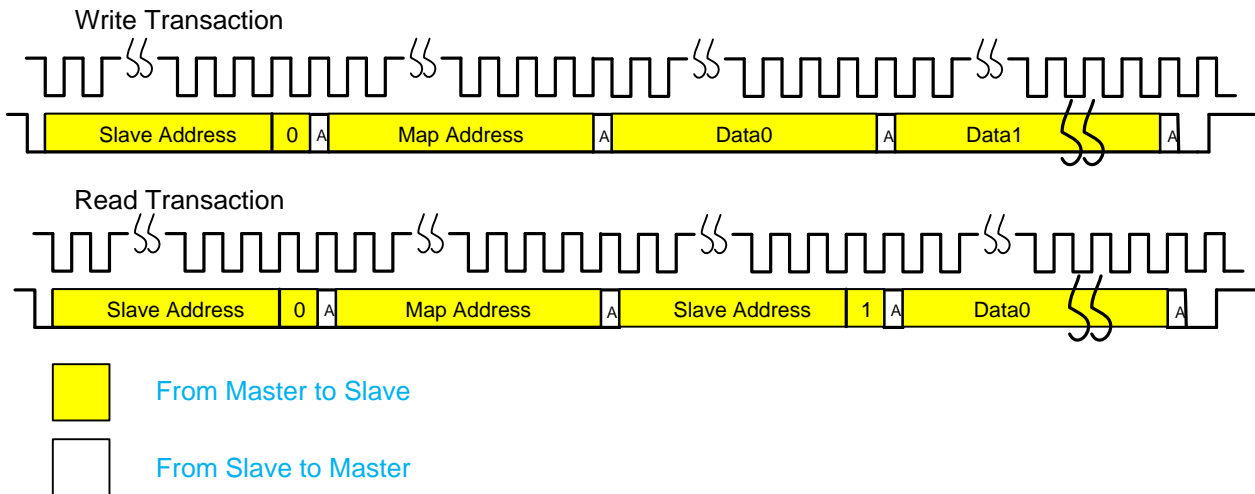 Write Transaction
Slave Address 0 A Map Address A Data0 A Data1 A
Read Transaction
Slave Address 0 A Map Address A Slave Address 1 A Data0 A
From Master to Slave
From Slave to Master